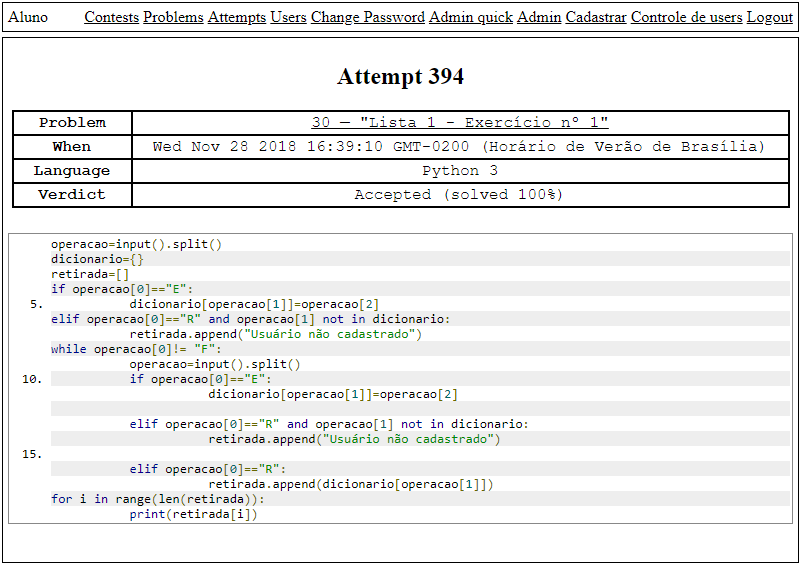 Aluno Contests Problems Attempts Users Change Password Admin quick Admin Cadastrar Controle de users Logout
Attempt 394
Problem 30 — "Lista 1 - Exercício nº 1"
When Wed Nov 28 2018 16:39:10 GMT-0200 (Horário de Verão de Brasília)
Language Python 3
Verdict Accepted (solved 100%)
operacao=input().split()
dicionario={}
retirada=[]
if operacao[0]=="E":
5. dicionario[operacao[1]]=operacao[2]
elif operacao[0]=="R" and operacao[1] not in dicionario:
retirada.append("Usuário não cadastrado")
while operacao[0]!= "F":
operacao=input().split()
10. if operacao[0]=="E":
dicionario[operacao[1]]=operacao[2]
elif operacao[0]=="R" and operacao[1] not in dicionario:
retirada.append("Usuário não cadastrado")
15.
elif operacao[0]=="R":
retirada.append(dicionario[operacao[1]])
for i in range(len(retirada)):
print(retirada[i])